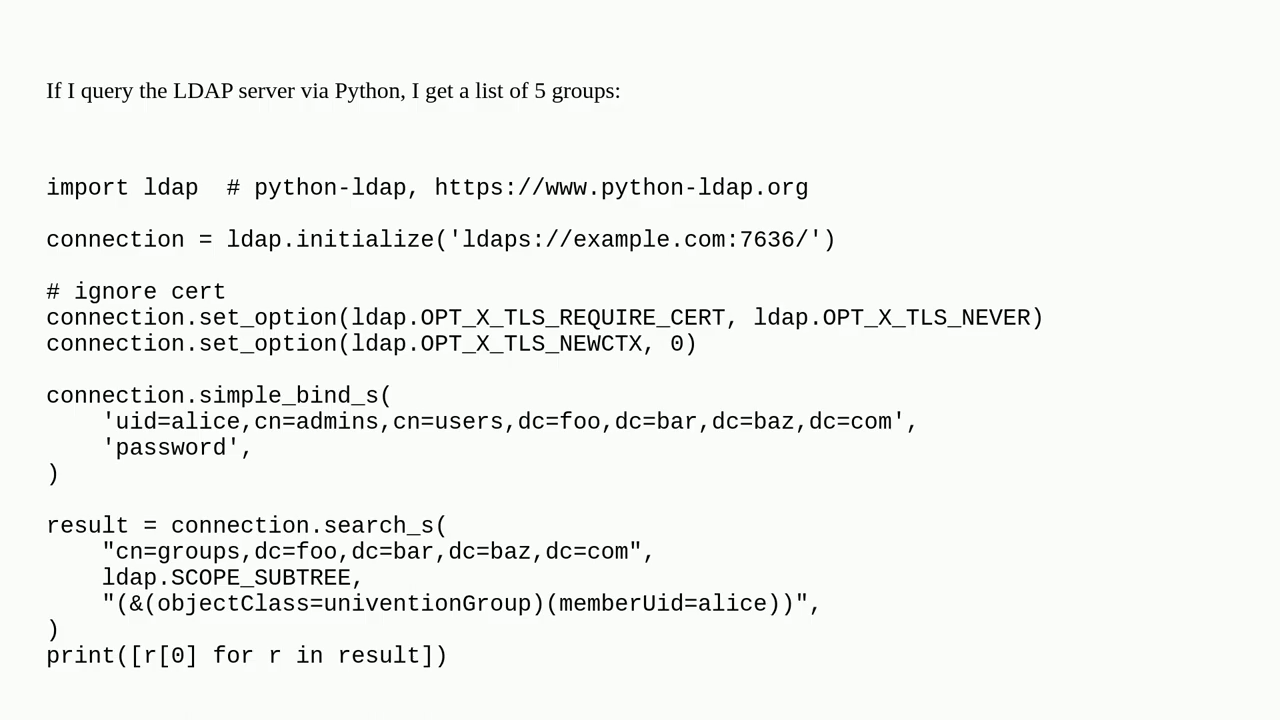 If I query the LDAP server via Python, I get a list of 5 groups:
import ldap  # python-ldap, https://www.python-ldap.org
connection = ldap.initialize('ldaps://example.com:7636/')
# ignore cert
connection.set_option(ldap.OPT_X_TLS_REQUIRE_CERT, ldap.OPT_X_TLS_NEVER)
connection.set_option(ldap.OPT_X_TLS_NEWCTX, 0)
connection.simple_bind_s(
    'uid=alice,cn=admins,cn=users,dc=foo,dc=bar,dc=baz,dc=com',
    'password',
)
result = connection.search_s(
    "cn=groups,dc=foo,dc=bar,dc=baz,dc=com",
    ldap.SCOPE_SUBTREE,
    "(&(objectClass=univentionGroup)(memberUid=alice))",
)
print([r[0] for r in result])